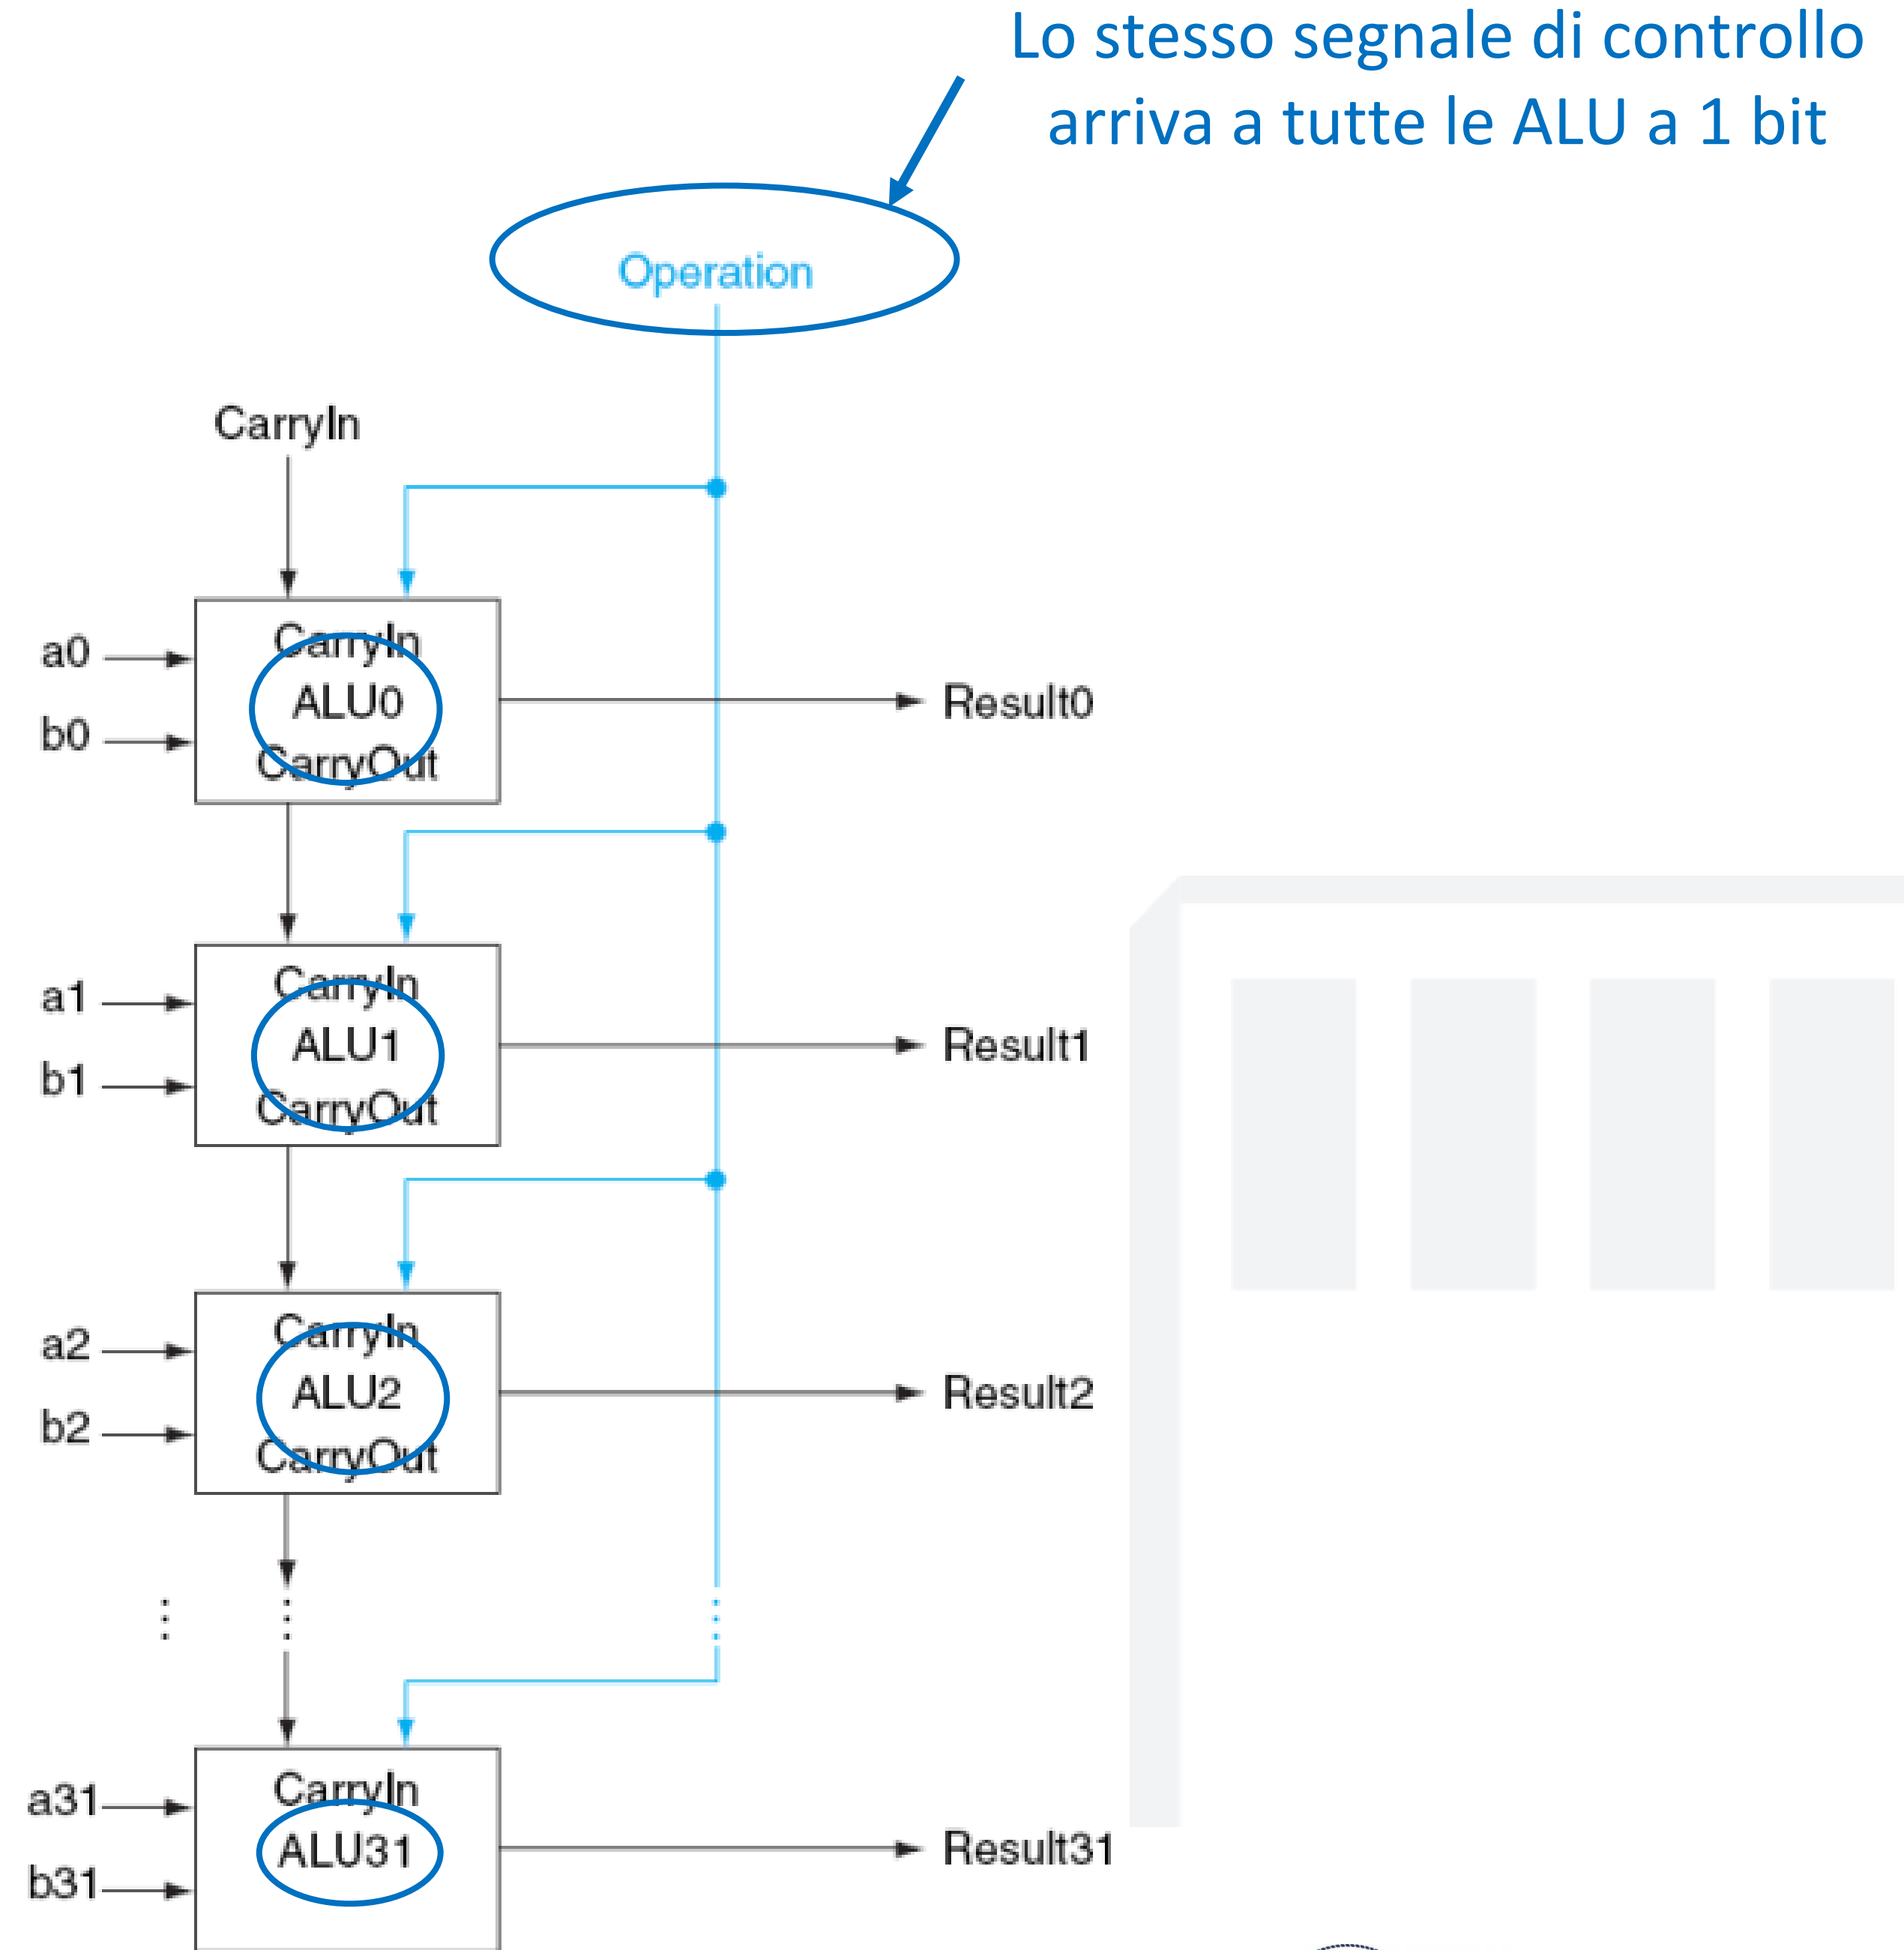 Lo stesso segnale di controllo
arriva a tutte le ALU a 1 bit
Operation
CarryIn
a0
b0
CarryIn
ALU0
CarryOut
Result0
a1
b1
CarryIn
ALU1
CarryOut
Result1
a2
b2
CarryIn
ALU2
CarryOut
Result2
a31
b31
CarryIn
ALU31
Result31